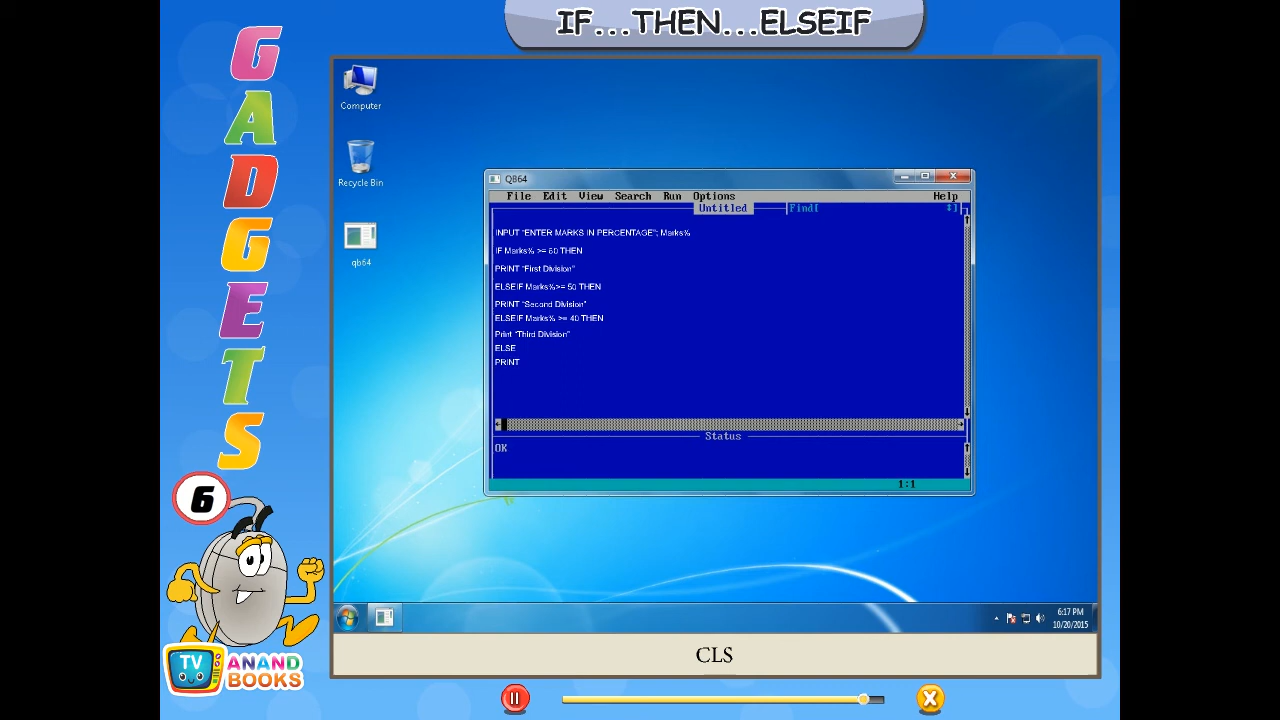 IF...THEN...ELSEIF
GADGETS
6
TV
ANAND
BOOKS
Computer
Recycle Bin
qb64
QB64
File Edit View Search Run Options Help
Untitled Find[
INPUT "ENTER MARKS IN PERCENTAGE"; Marks%
IF Marks% >= 60 THEN
PRINT "First Division"
ELSEIF Marks%>= 50 THEN
PRINT "Second Division"
ELSEIF Marks% >= 40 THEN
Print "Third Division"
ELSE
PRINT
Status
OK
1:1
6:17 PM
10/20/2015
CLS